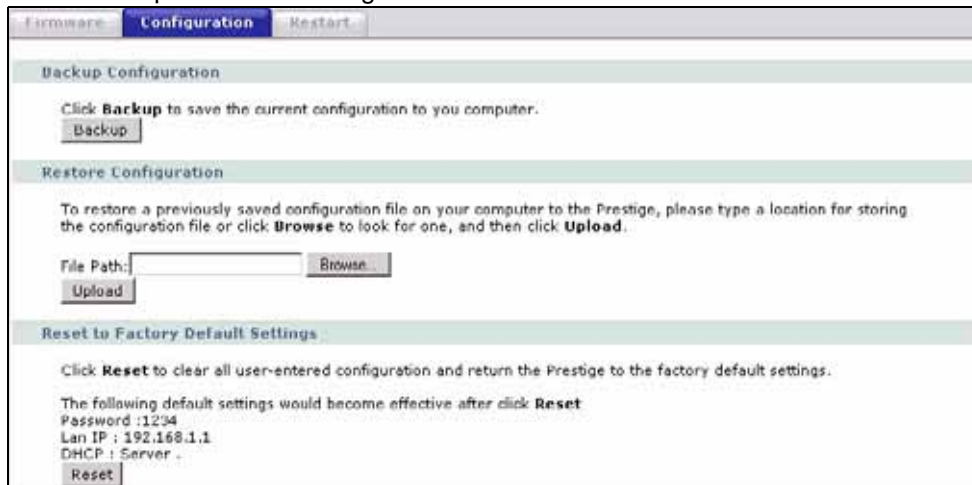 Firmware Configuration Restart
Backup Configuration
Click Backup to save the current configuration to you computer.
Backup
Restore Configuration
To restore a previously saved configuration file on your computer to the Prestige, please type a location for storing
the configuration file or click Browse to look for one, and then click Upload.
File Path: Browse...
Upload
Reset to Factory Default Settings
Click Reset to clear all user-entered configuration and return the Prestige to the factory default settings.
The following default settings would become effective after click Reset
Password :1234
Lan IP : 192.168.1.1
DHCP : Server .
Reset